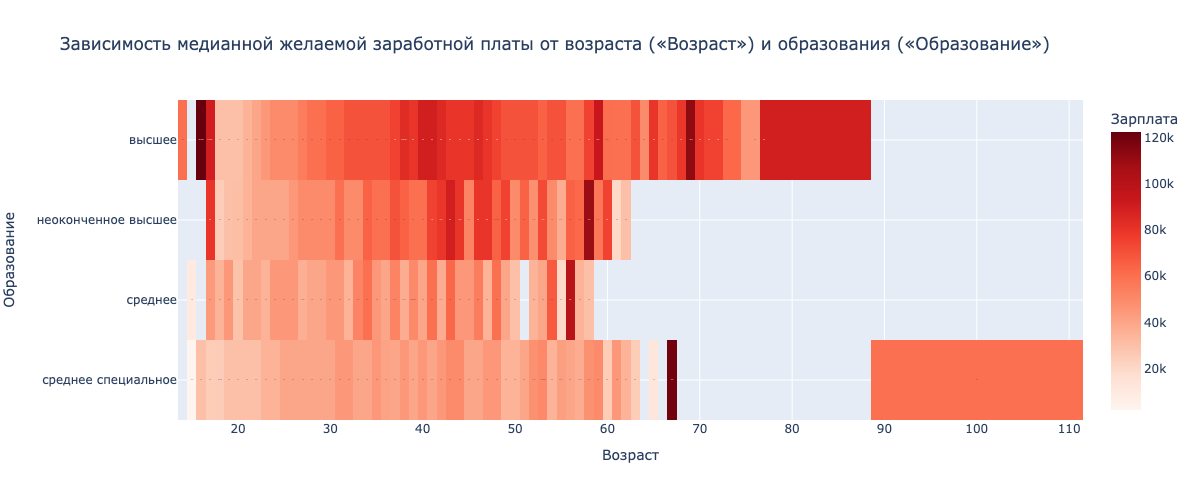 Зависимость медианной желаемой заработной платы от возраста («Возраст») и образования («Образование»)
Зарплата
120k
100k
80k
60k
40k
20k
Образование
высшее
неоконченное высшее
среднее
среднее специальное
20 30 40 50 60 70 80 90 100 110
Возраст